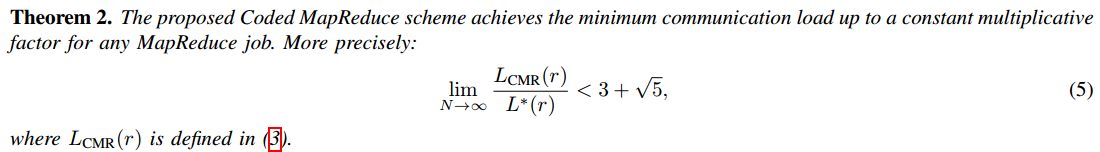 Theorem 2. The proposed Coded MapReduce scheme achieves the minimum communication load up to a constant multiplicative
factor for any MapReduce job. More precisely:
lim_{N→∞} L_CMR(r) / L*(r) < 3 + √5, (5)
where L_CMR(r) is defined in (3).